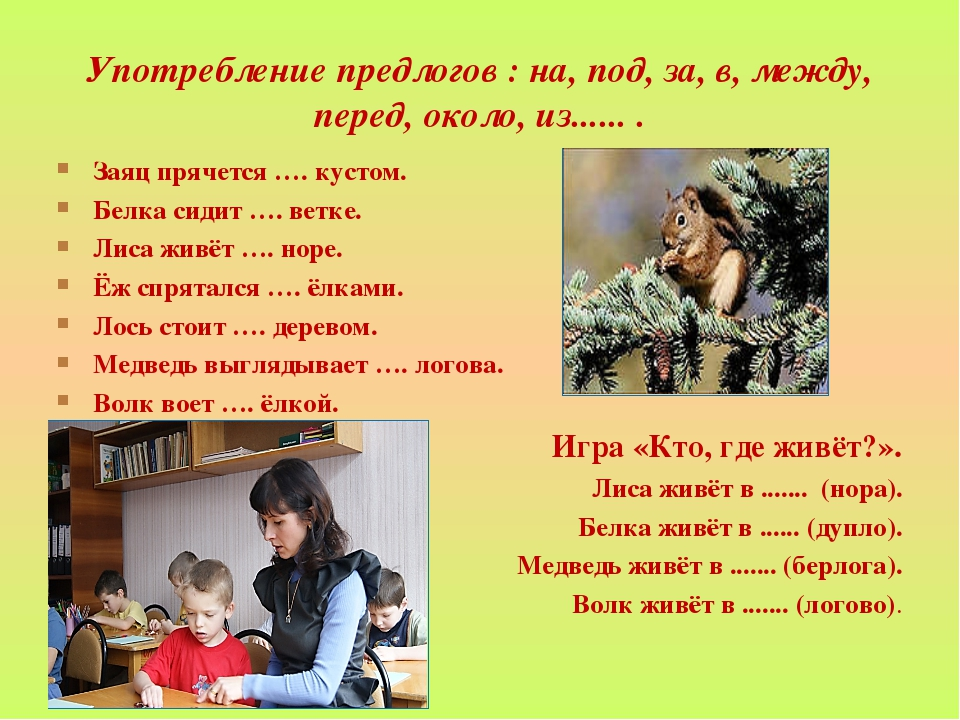 Употребление предлогов : на, под, за, в, между,
перед, около, из...... .
Заяц прячется …. кустом.
Белка сидит …. ветке.
Лиса живёт …. норе.
Ёж спрятался …. ёлками.
Лось стоит …. деревом.
Медведь выглядывает …. логова.
Волк воет …. ёлкой.
Игра «Кто, где живёт?».
Лиса живёт в ....... (нора).
Белка живёт в ...... (дупло).
Медведь живёт в ....... (берлога).
Волк живёт в ....... (логово).